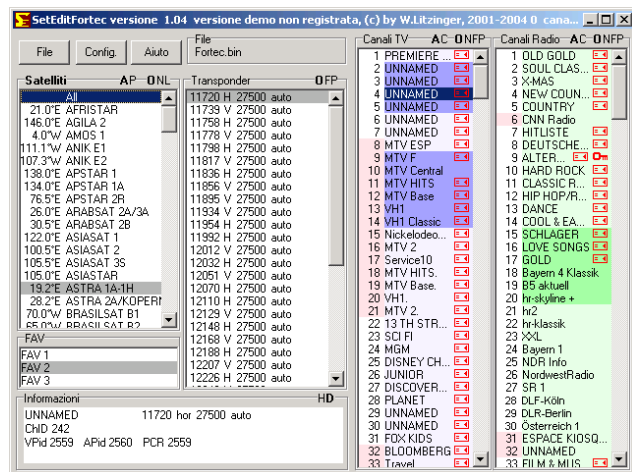 SetEditFortec versione 1.04 versione demo non registrata, (c) by W.Litzinger, 2001-2004 0 cana...
File
Config.
Aiuto
File
Fortec.bin
Satelliti AP ONL
All
21.0°E AFRISTAR
146.0°E AGILA 2
4.0°W AMOS 1
111.1°W ANIK E1
107.3°W ANIK E2
138.0°E APSTAR 1
134.0°E APSTAR 1A
76.5°E APSTAR 2R
26.0°E ARABSAT 2A/3A
30.5°E ARABSAT 2B
122.0°E ASIASAT 1
100.5°E ASIASAT 2
105.5°E ASIASAT 3S
105.0°E ASIASTAR
19.2°E ASTRA 1A-1H
28.2°E ASTRA 2A/KOPERN
70.0°W BRASILSAT B1
65.0°W BRASILSAT B2
FAV
FAV 1
FAV 2
FAV 3
Transponder OFP
11720 H 27500 auto
11739 V 27500 auto
11758 H 27500 auto
11778 V 27500 auto
11798 H 27500 auto
11817 V 27500 auto
11836 H 27500 auto
11856 V 27500 auto
11895 V 27500 auto
11934 V 27500 auto
11954 H 27500 auto
11992 H 27500 auto
12012 V 27500 auto
12032 H 27500 auto
12051 V 27500 auto
12070 H 27500 auto
12110 H 27500 auto
12129 V 27500 auto
12148 H 27500 auto
12168 V 27500 auto
12188 H 27500 auto
12207 V 27500 auto
12226 H 27500 auto
Canali TV AC ONFP
1 PREMIERE ...
2 UNNAMED
3 UNNAMED
4 UNNAMED
5 UNNAMED
6 UNNAMED
7 UNNAMED
8 MTV ESP
9 MTV F
10 MTV Central
11 MTV HITS
12 MTV Base
13 VH1
14 VH1 Classic
15 Nickelodeo...
16 MTV 2
17 Service10
18 MTV HITS.
19 MTV Base.
20 VH1.
21 MTV 2.
22 13 TH STR...
23 SCI FI
24 MGM
25 DISNEY CH...
26 JUNIOR
27 DISCOVER...
28 PLANET
29 UNNAMED
30 UNNAMED
31 FOX KIDS
32 BLOOMBERG
33 Travel
Canali Radio AC ONFP
1 OLD GOLD
2 SOUL CLAS...
3 X-MAS
4 NEW COUN...
5 COUNTRY
6 CNN Radio
7 HITLISTE
8 DEUTSCHE...
9 ALTER...
10 HARD ROCK
11 CLASSIC R...
12 HIP HOP/R...
13 DANCE
14 COOL & EA...
15 SCHLAGER
16 LOVE SONGS
17 GOLD
18 Bayern 4 Klassik
19 B5 aktuell
20 hr-skyline +
21 hr2
22 hr-klassik
23 XXL
24 Bayern 1
25 NDR Info
26 NordwestRadio
27 SR 1
28 DLF-Köln
29 DLR-Berlin
30 Österreich 1
31 ESPACE KIOSQ...
32 UNNAMED
33 FILM & MUS
Informazioni HD
UNNAMED 11720 hor 27500 auto
ChID 242
VPid 2559 APid 2560 PCR 2559